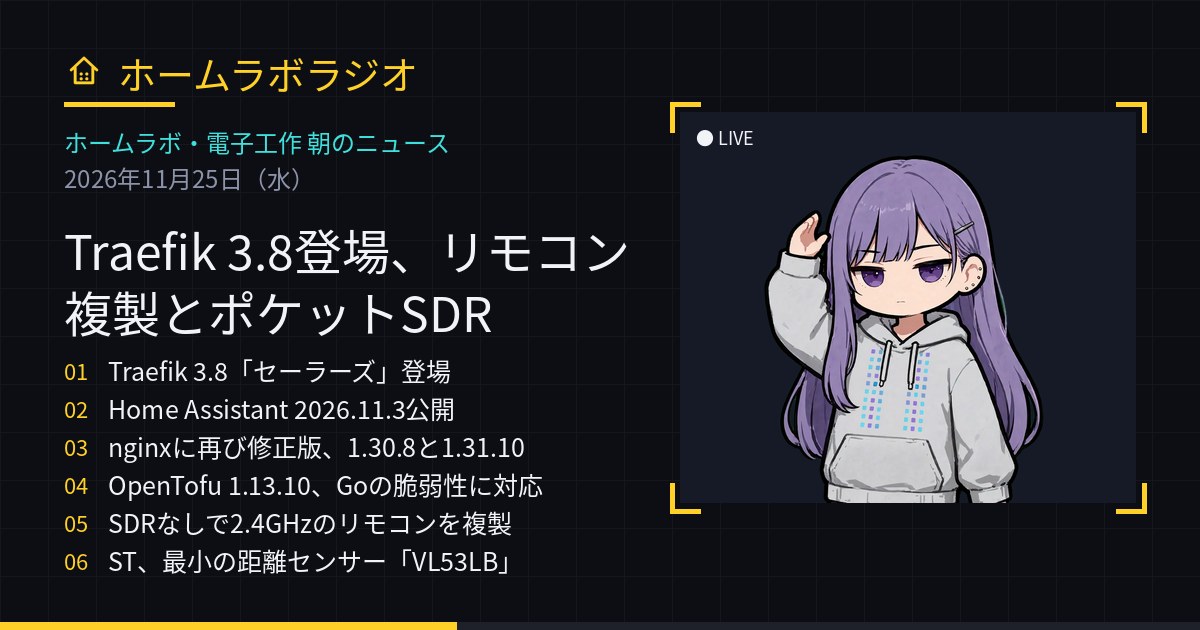 ホームラボラジオ
ホームラボ・電子工作 朝のニュース
2026年11月25日（水）
Traefik 3.8登場、リモコン
複製とポケットSDR
01 Traefik 3.8「セーラーズ」登場
02 Home Assistant 2026.11.3公開
03 nginxに再び修正版、1.30.8と1.31.10
04 OpenTofu 1.13.10、Goの脆弱性に対応
05 SDRなしで2.4GHzのリモコンを複製
06 ST、最小の距離センサー「VL53LB」
LIVE